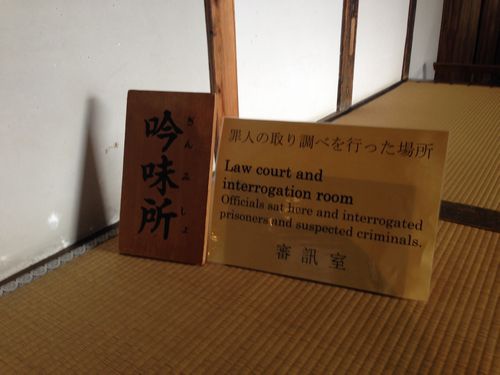 吟味所
ぎんみしょ
罪人の取り調べを行った場所
Law court and
interrogation room
Officials sat here and interrogated
prisoners and suspected criminals.
審訊室